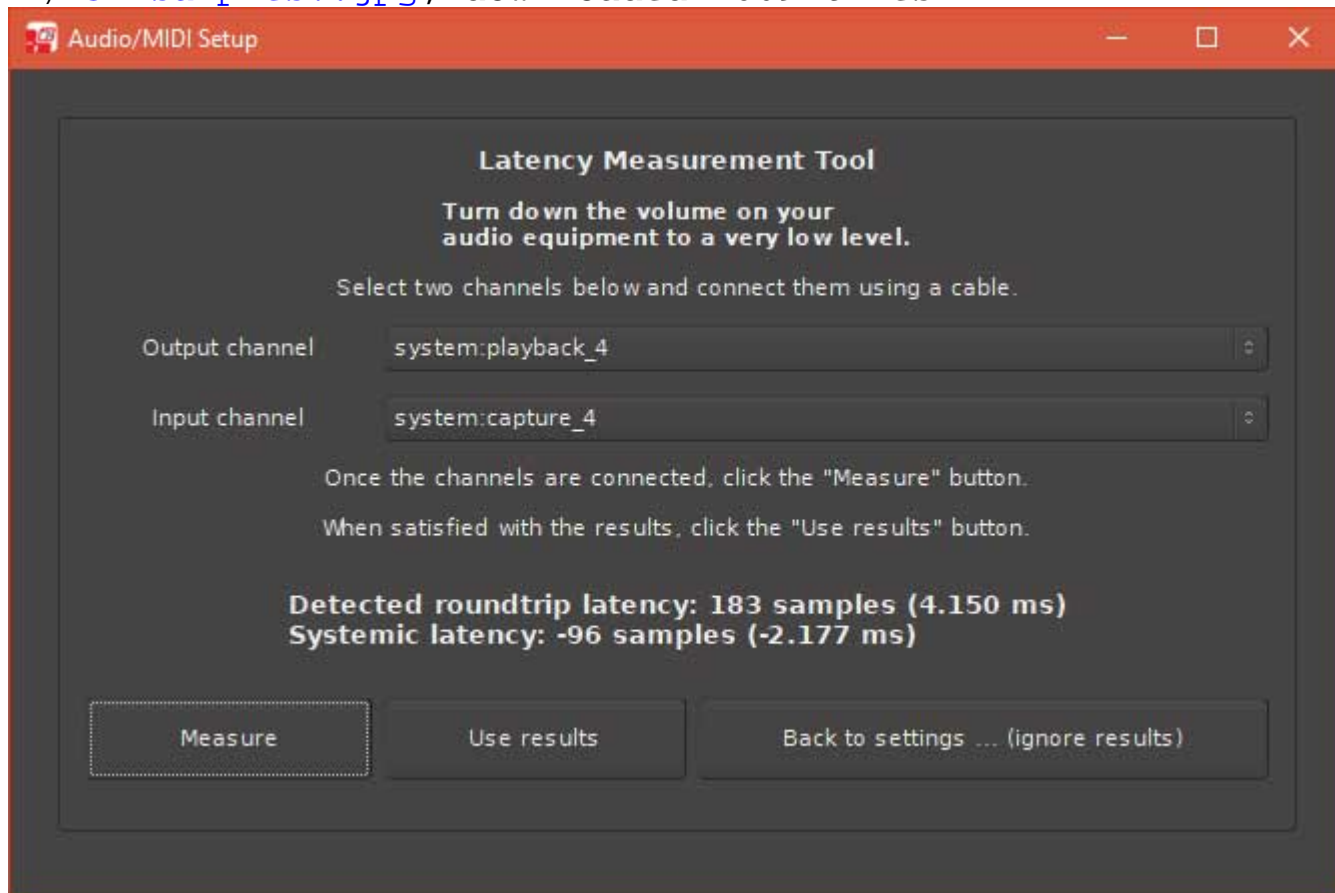 Audio/MIDI Setup
Latency Measurement Tool
Turn down the volume on your
audio equipment to a very low level.
Select two channels below and connect them using a cable.
Output channel system:playback_4
Input channel system:capture_4
Once the channels are connected, click the "Measure" button.
When satisfied with the results, click the "Use results" button.
Detected roundtrip latency: 183 samples (4.150 ms)
Systemic latency: -96 samples (-2.177 ms)
Measure Use results Back to settings ... (ignore results)